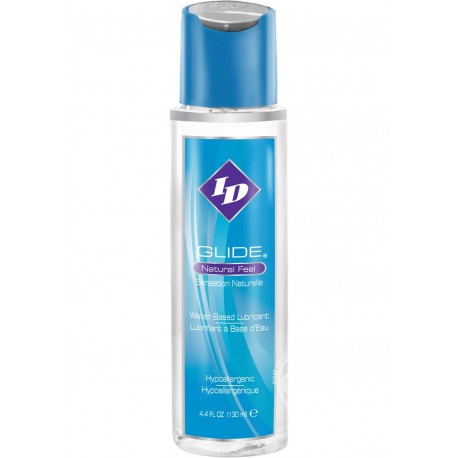 ID
GLIDE®
Natural Feel
Sensation Naturelle
Water Based Lubricant
Lubrifiant à Base d'Eau
Hypoallergenic
Hypoallergénique
4.4 FL OZ (130 ml) CE